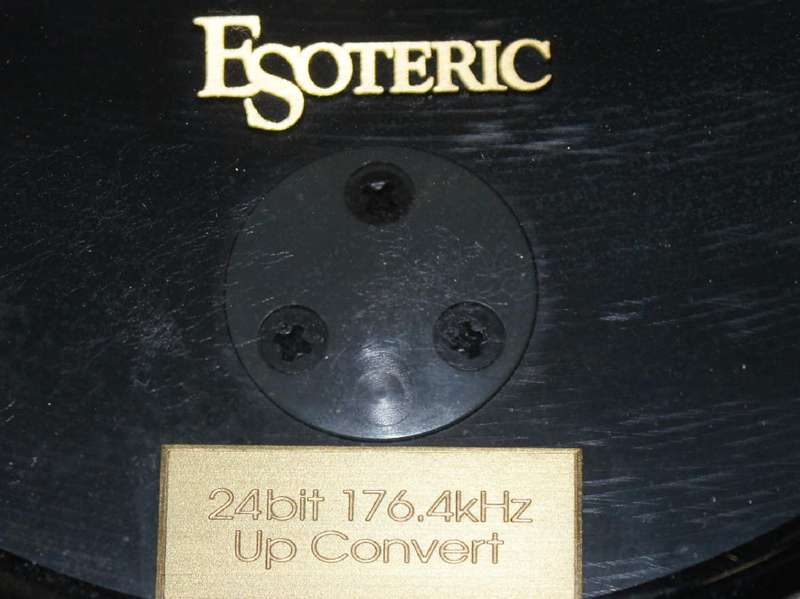 ESOTERIC
24bit 176.4kHz
Up Convert